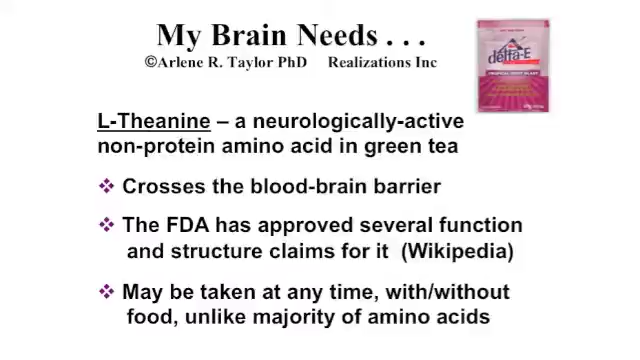 My Brain Needs . . .
©Arlene R. Taylor PhD Realizations Inc
delta-E
L-Theanine – a neurologically-active
non-protein amino acid in green tea
❖ Crosses the blood-brain barrier
❖ The FDA has approved several function
and structure claims for it (Wikipedia)
❖ May be taken at any time, with/without
food, unlike majority of amino acids